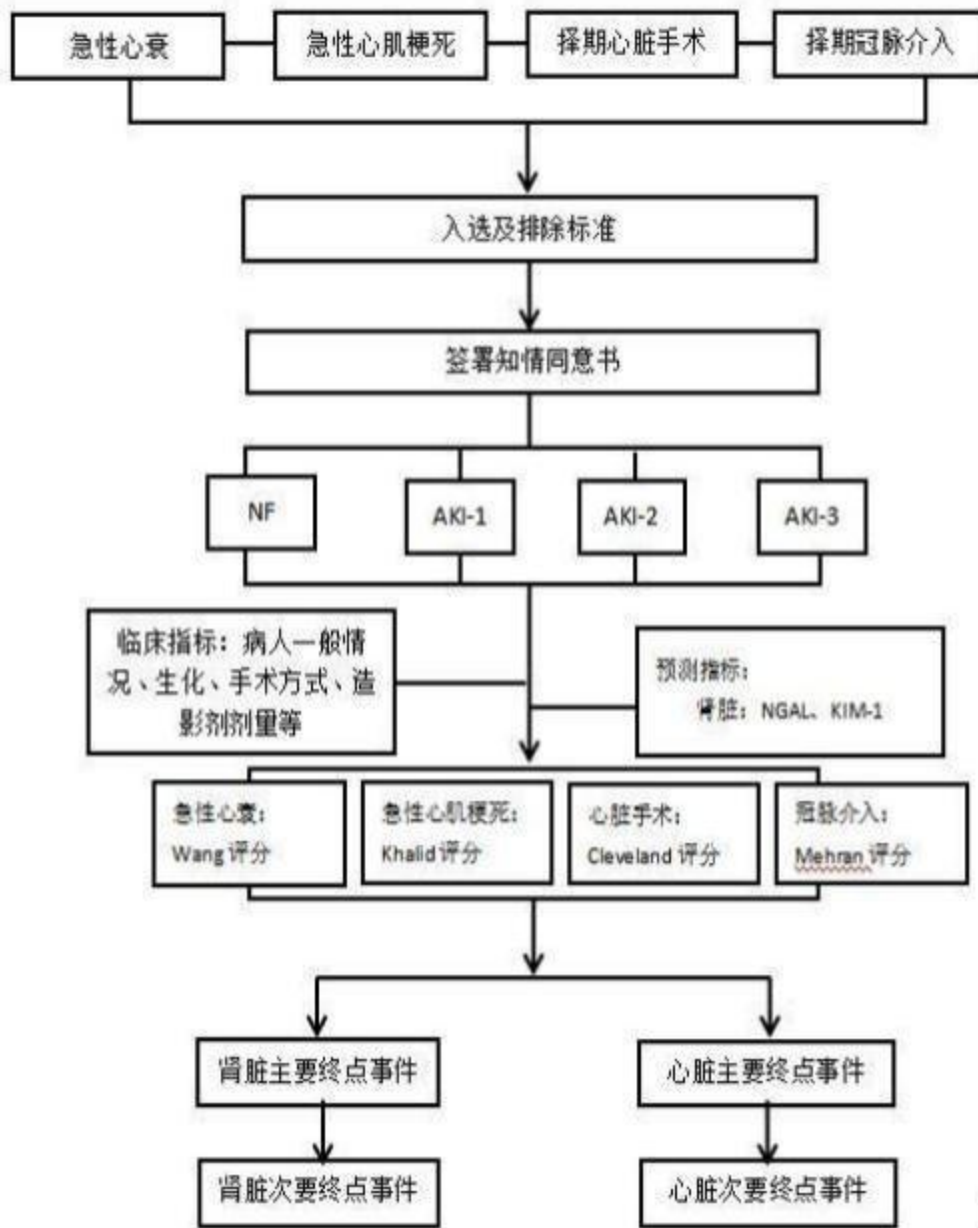 急性心衰
急性心肌梗死
择期心脏手术
择期冠脉介入
入选及排除标准
签署知情同意书
NF
AKI-1
AKI-2
AKI-3
临床指标：病人一般情
况、生化、手术方式、造
影剂剂量等
预测指标：
肾脏：NGAL、KIM-1
急性心衰：
Wang 评分
急性心肌梗死：
Khalid 评分
心脏手术：
Cleveland 评分
冠脉介入：
Mehran 评分
肾脏主要终点事件
心脏主要终点事件
肾脏次要终点事件
心脏次要终点事件